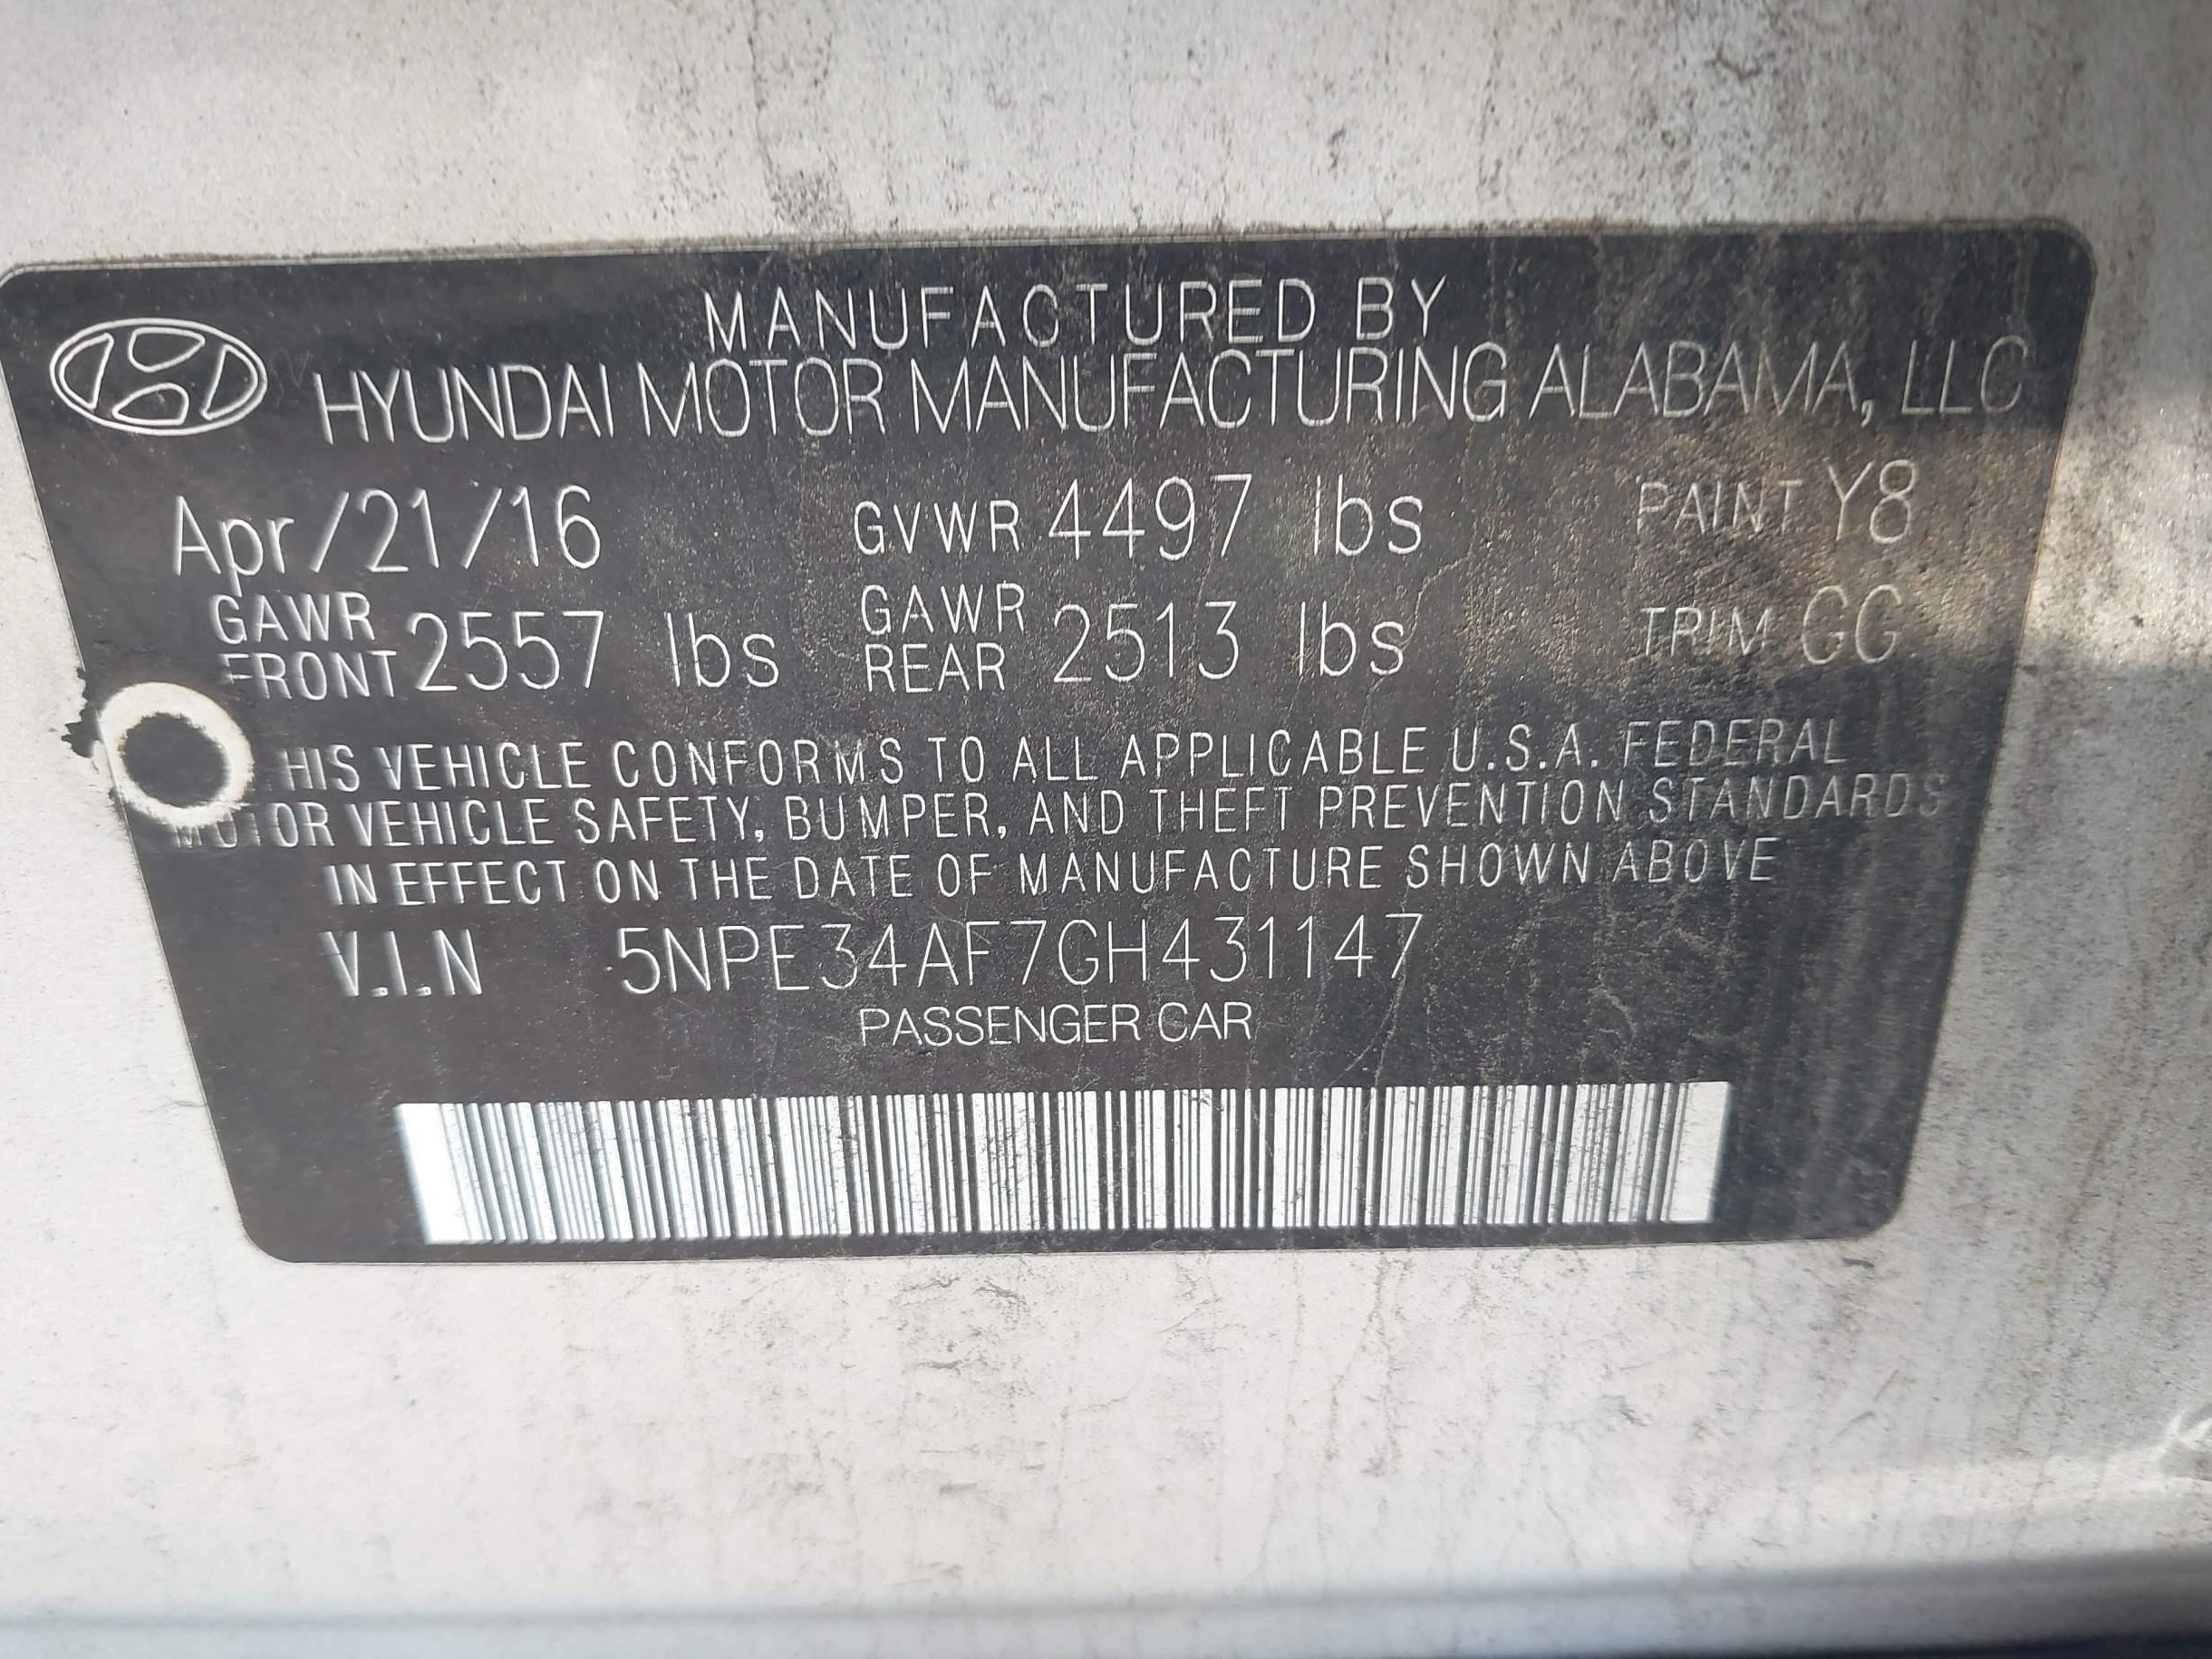 MANUFACTURED BY
HYUNDAI MOTOR MANUFACTURING ALABAMA, LLC
Apr/21/16 GVWR 4497 lbs PAINT Y8
GAWR FRONT 2557 lbs GAWR REAR 2513 lbs TRIM GG
HIS VEHICLE CONFORMS TO ALL APPLICABLE U.S.A. FEDERAL
MOTOR VEHICLE SAFETY, BUMPER, AND THEFT PREVENTION STANDARDS
IN EFFECT ON THE DATE OF MANUFACTURE SHOWN ABOVE
V.I.N 5NPE34AF7GH431147
PASSENGER CAR